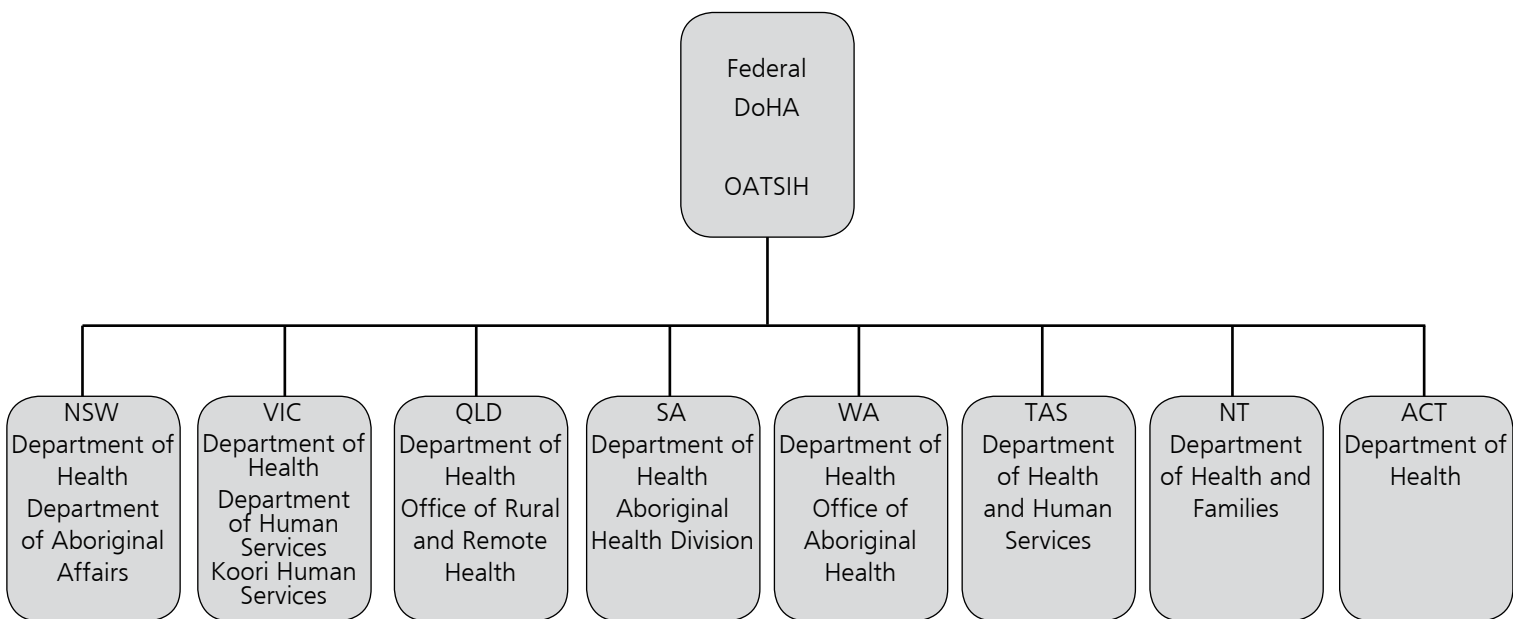 Federal
DoHA
OATSIH
NSW
Department of
Health
Department
of Aboriginal
Affairs
VIC
Department of
Health
Department
of Human
Services
Koori Human
Services
QLD
Department of
Health
Office of Rural
and Remote
Health
SA
Department of
Health
Aboriginal
Health Division
WA
Department of
Health
Office of
Aboriginal
Health
TAS
Department
of Health
and Human
Services
NT
Department
of Health and
Families
ACT
Department of
Health